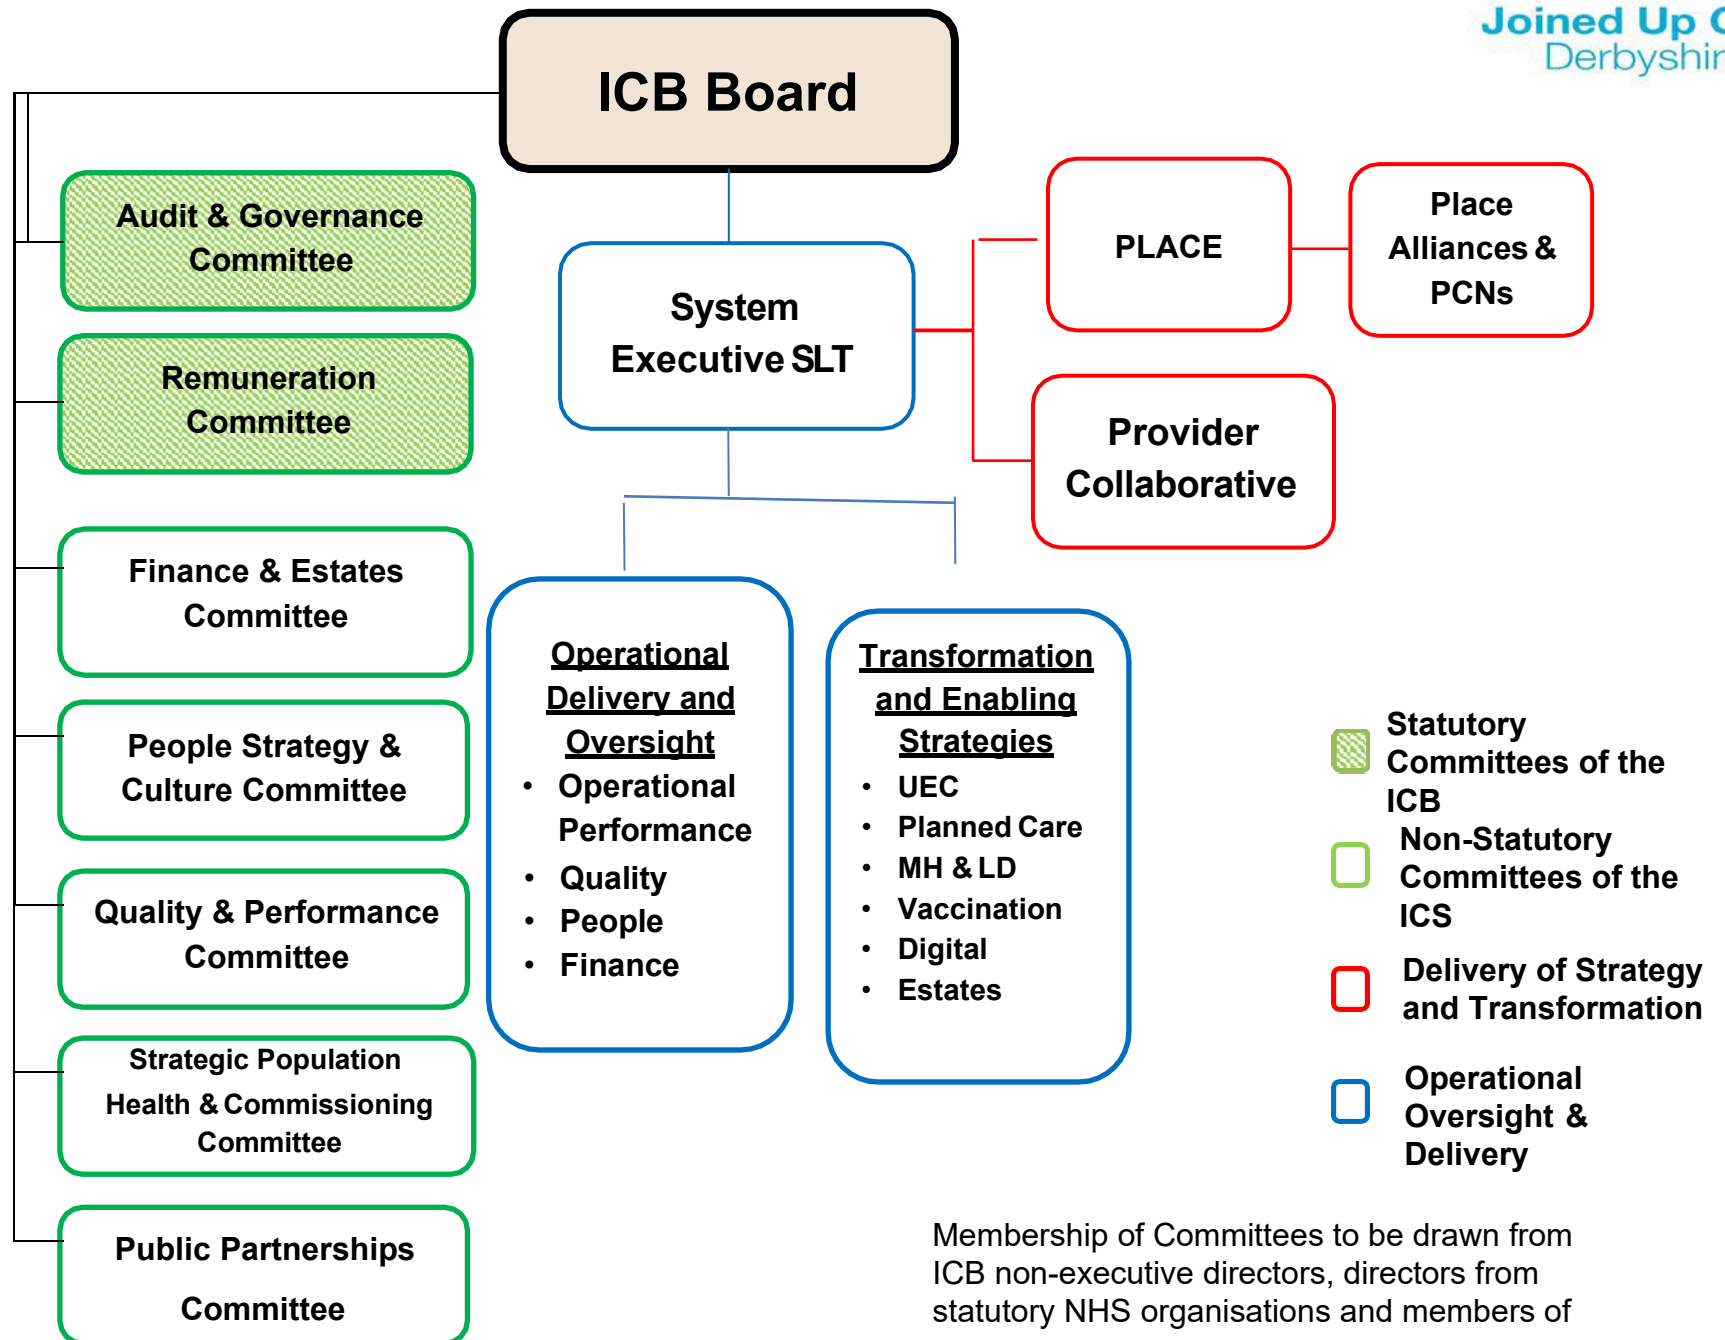 Joined Up
Derbyshir
ICB Board
Audit & Governance
Committee
Remuneration
Committee
Finance & Estates
Committee
People Strategy &
Culture Committee
Quality & Performance
Committee
Strategic Population
Health & Commissioning
Committee
Public Partnerships
Committee
System
Executive SLT
PLACE
Place
Alliances &
PCNs
Provider
Collaborative
Operational
Delivery and
Oversight
• Operational
Performance
• Quality
• People
• Finance
Transformation
and Enabling
Strategies
• UEC
• Planned Care
• MH & LD
• Vaccination
• Digital
• Estates
Statutory
Committees of the
ICB
Non-Statutory
Committees of the
ICS
Delivery of Strategy
and Transformation
Operational
Oversight &
Delivery
Membership of Committees to be drawn from
ICB non-executive directors, directors from
statutory NHS organisations and members of